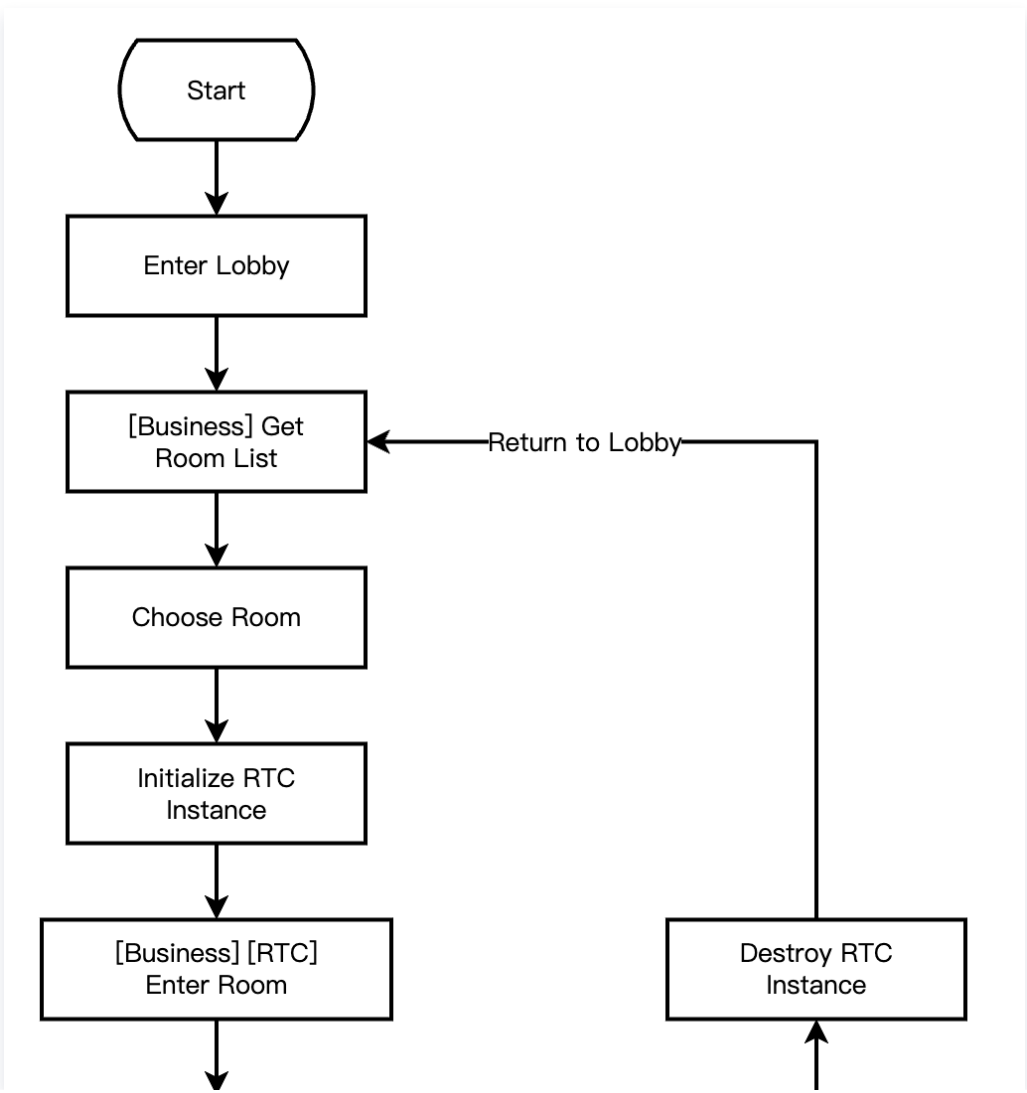 Start
Enter Lobby
[Business] Get
Room List
Return to Lobby
Choose Room
Initialize RTC
Instance
[Business] [RTC]
Enter Room
Destroy RTC
Instance